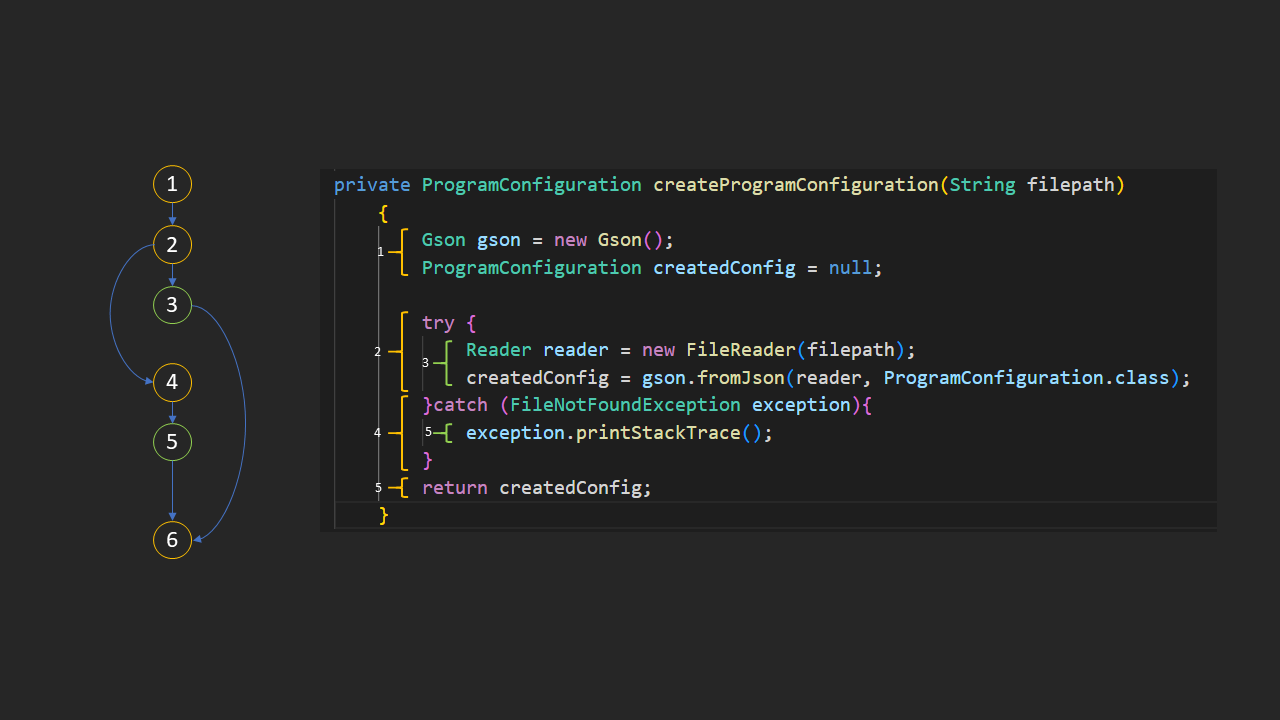 1
2
3
4
5
6
private ProgramConfiguration createProgramConfiguration(String filepath)
{
1 Gson gson = new Gson();
ProgramConfiguration createdConfig = null;
try {
2 3 Reader reader = new FileReader(filepath);
createdConfig = gson.fromJson(reader, ProgramConfiguration.class);
}catch (FileNotFoundException exception){
4 5 exception.printStackTrace();
}
5 return createdConfig;
}